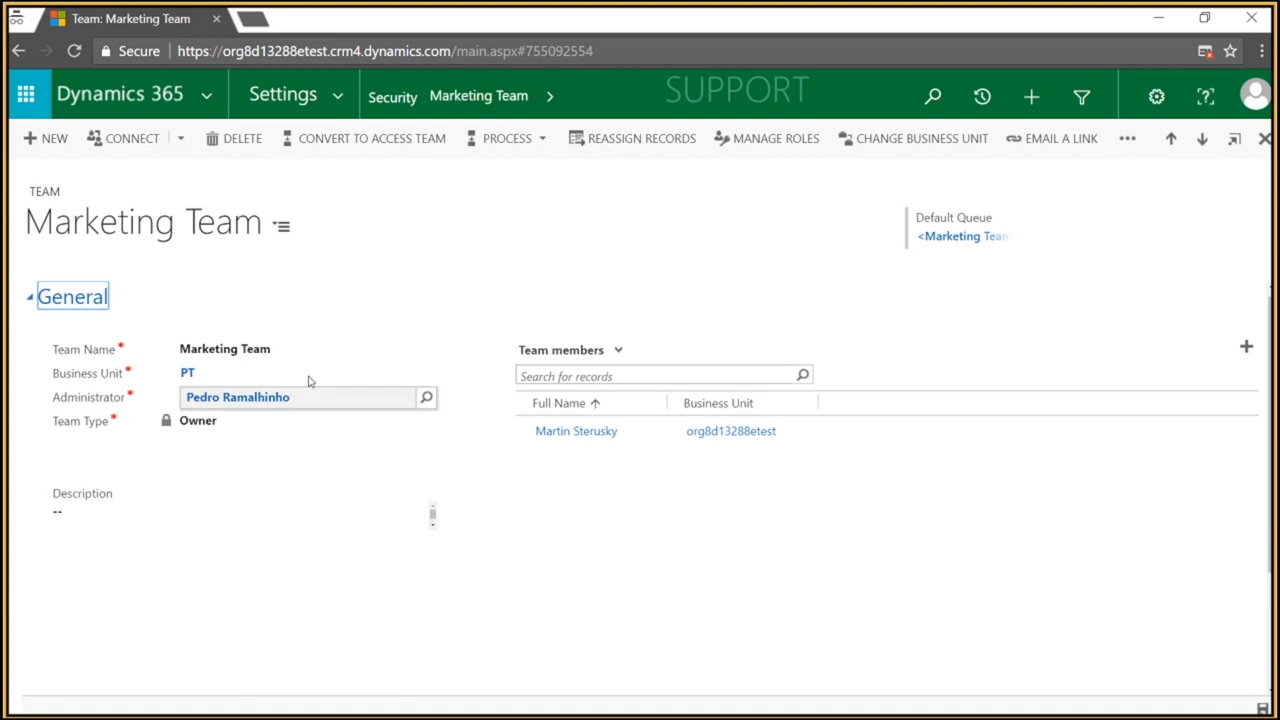 Team: Marketing Team
Secure https://org8d13288etest.crm4.dynamics.com/main.aspx#755092554
Dynamics 365 Settings Security Marketing Team SUPPORT
NEW CONNECT DELETE CONVERT TO ACCESS TEAM PROCESS REASSIGN RECORDS MANAGE ROLES CHANGE BUSINESS UNIT EMAIL A LINK
TEAM
Marketing Team
Default Queue
<Marketing Team
General
Team Name* Marketing Team
Business Unit* PT
Administrator* Pedro Ramalhinho
Team Type* Owner
Description
--
Team members
Search for records
Full Name Business Unit
Martin Sterusky org8d13288etest